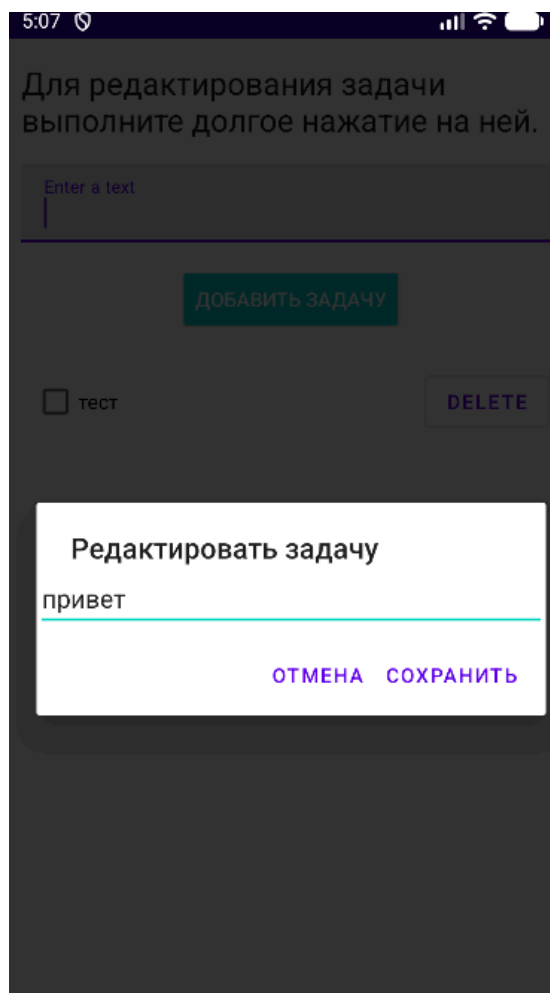 5:07
Для редактирования задачи
выполните долгое нажатие на ней.
Enter a text
ДОБАВИТЬ ЗАДАЧУ
тест DELETE
Редактировать задачу
привет
ОТМЕНА СОХРАНИТЬ